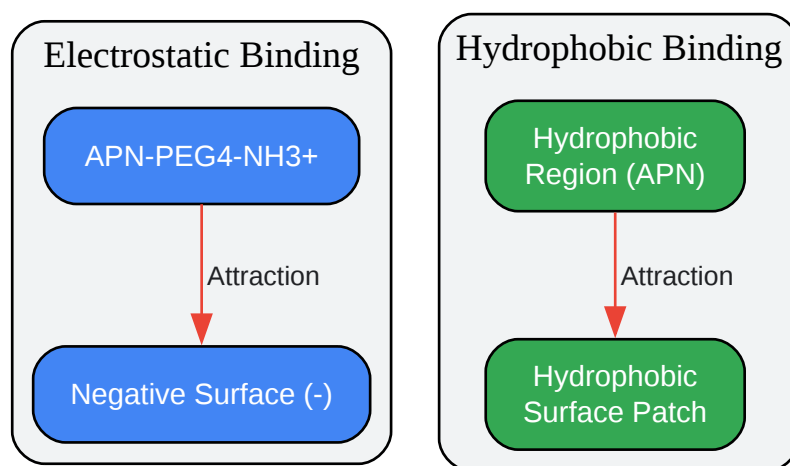 Electrostatic Binding
APN-PEG4-NH3+
Attraction
Negative Surface (-)
Hydrophobic Binding
Hydrophobic
Region (APN)
Attraction
Hydrophobic
Surface Patch